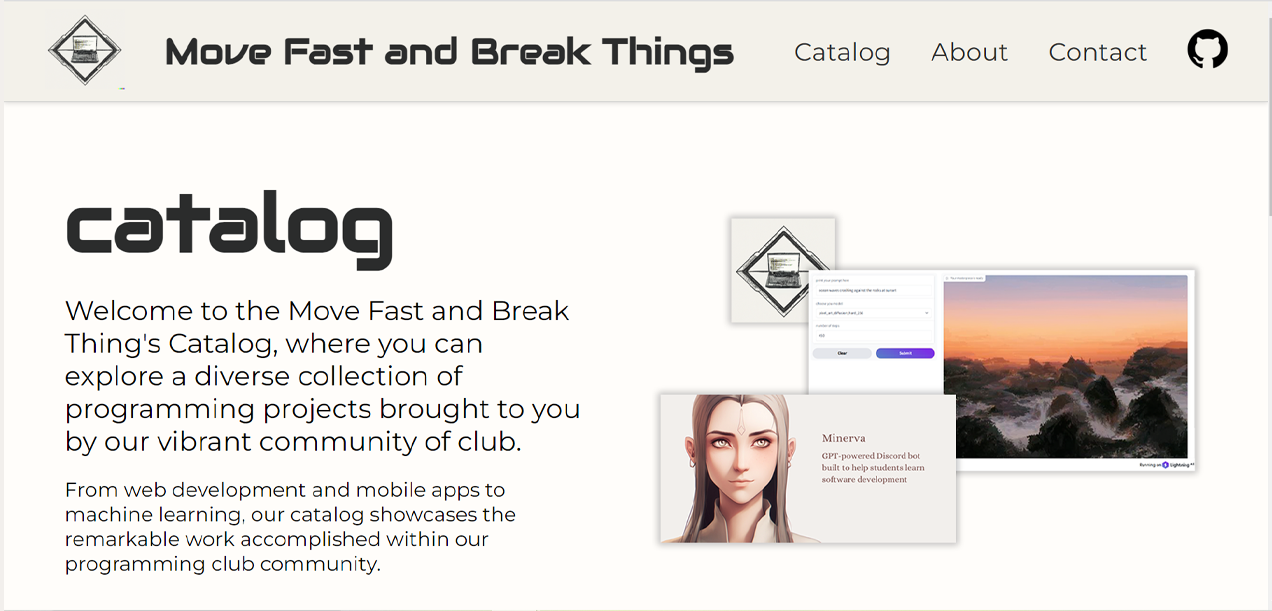 Move Fast and Break Things
Catalog
About
Contact
catalog
Welcome to the Move Fast and Break
Thing's Catalog, where you can
explore a diverse collection of
programming projects brought to you
by our vibrant community of club.
From web development and mobile apps to
machine learning, our catalog showcases the
remarkable work accomplished within our
programming club community.
Clear
Submit
Running on
Lightning
Minerva
GPT-powered Discord bot
built to help students learn
software development